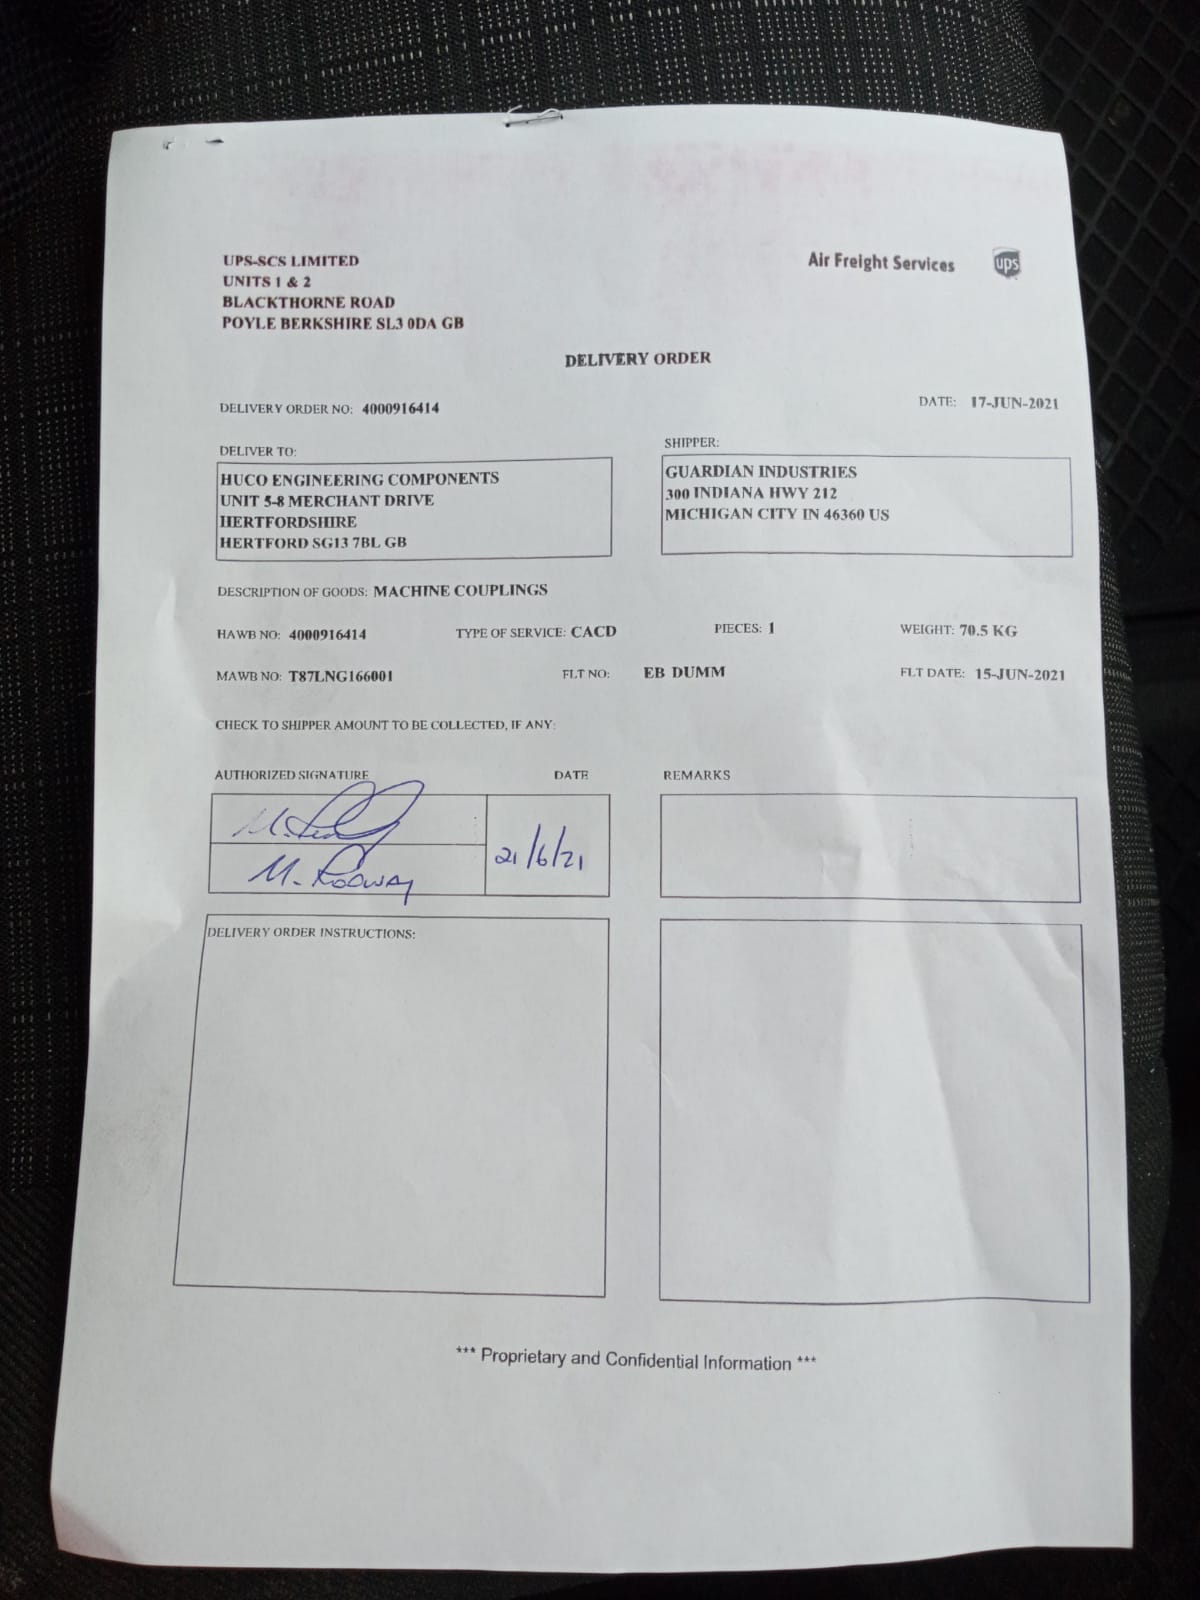 UPS-SCS LIMITED
UNITS 1 & 2
BLACKTHORNE ROAD
POYLE BERKSHIRE SL3 0DA GB
Air Freight Services ups
DELIVERY ORDER
DELIVERY ORDER NO: 4000916414 DATE: 17-JUN-2021
DELIVER TO:
HUCO ENGINEERING COMPONENTS
UNIT 5-8 MERCHANT DRIVE
HERTFORDSHIRE
HERTFORD SG13 7BL GB
SHIPPER:
GUARDIAN INDUSTRIES
300 INDIANA HWY 212
MICHIGAN CITY IN 46360 US
DESCRIPTION OF GOODS: MACHINE COUPLINGS
HAWB NO: 4000916414 TYPE OF SERVICE: CACD PIECES: 1 WEIGHT: 70.5 KG
MAWB NO: T87LNG166001 FLT NO: EB DUMM FLT DATE: 15-JUN-2021
CHECK TO SHIPPER AMOUNT TO BE COLLECTED, IF ANY:
AUTHORIZED SIGNATURE DATE REMARKS
M. RODWAY
21/6/21
DELIVERY ORDER INSTRUCTIONS:
*** Proprietary and Confidential Information ***